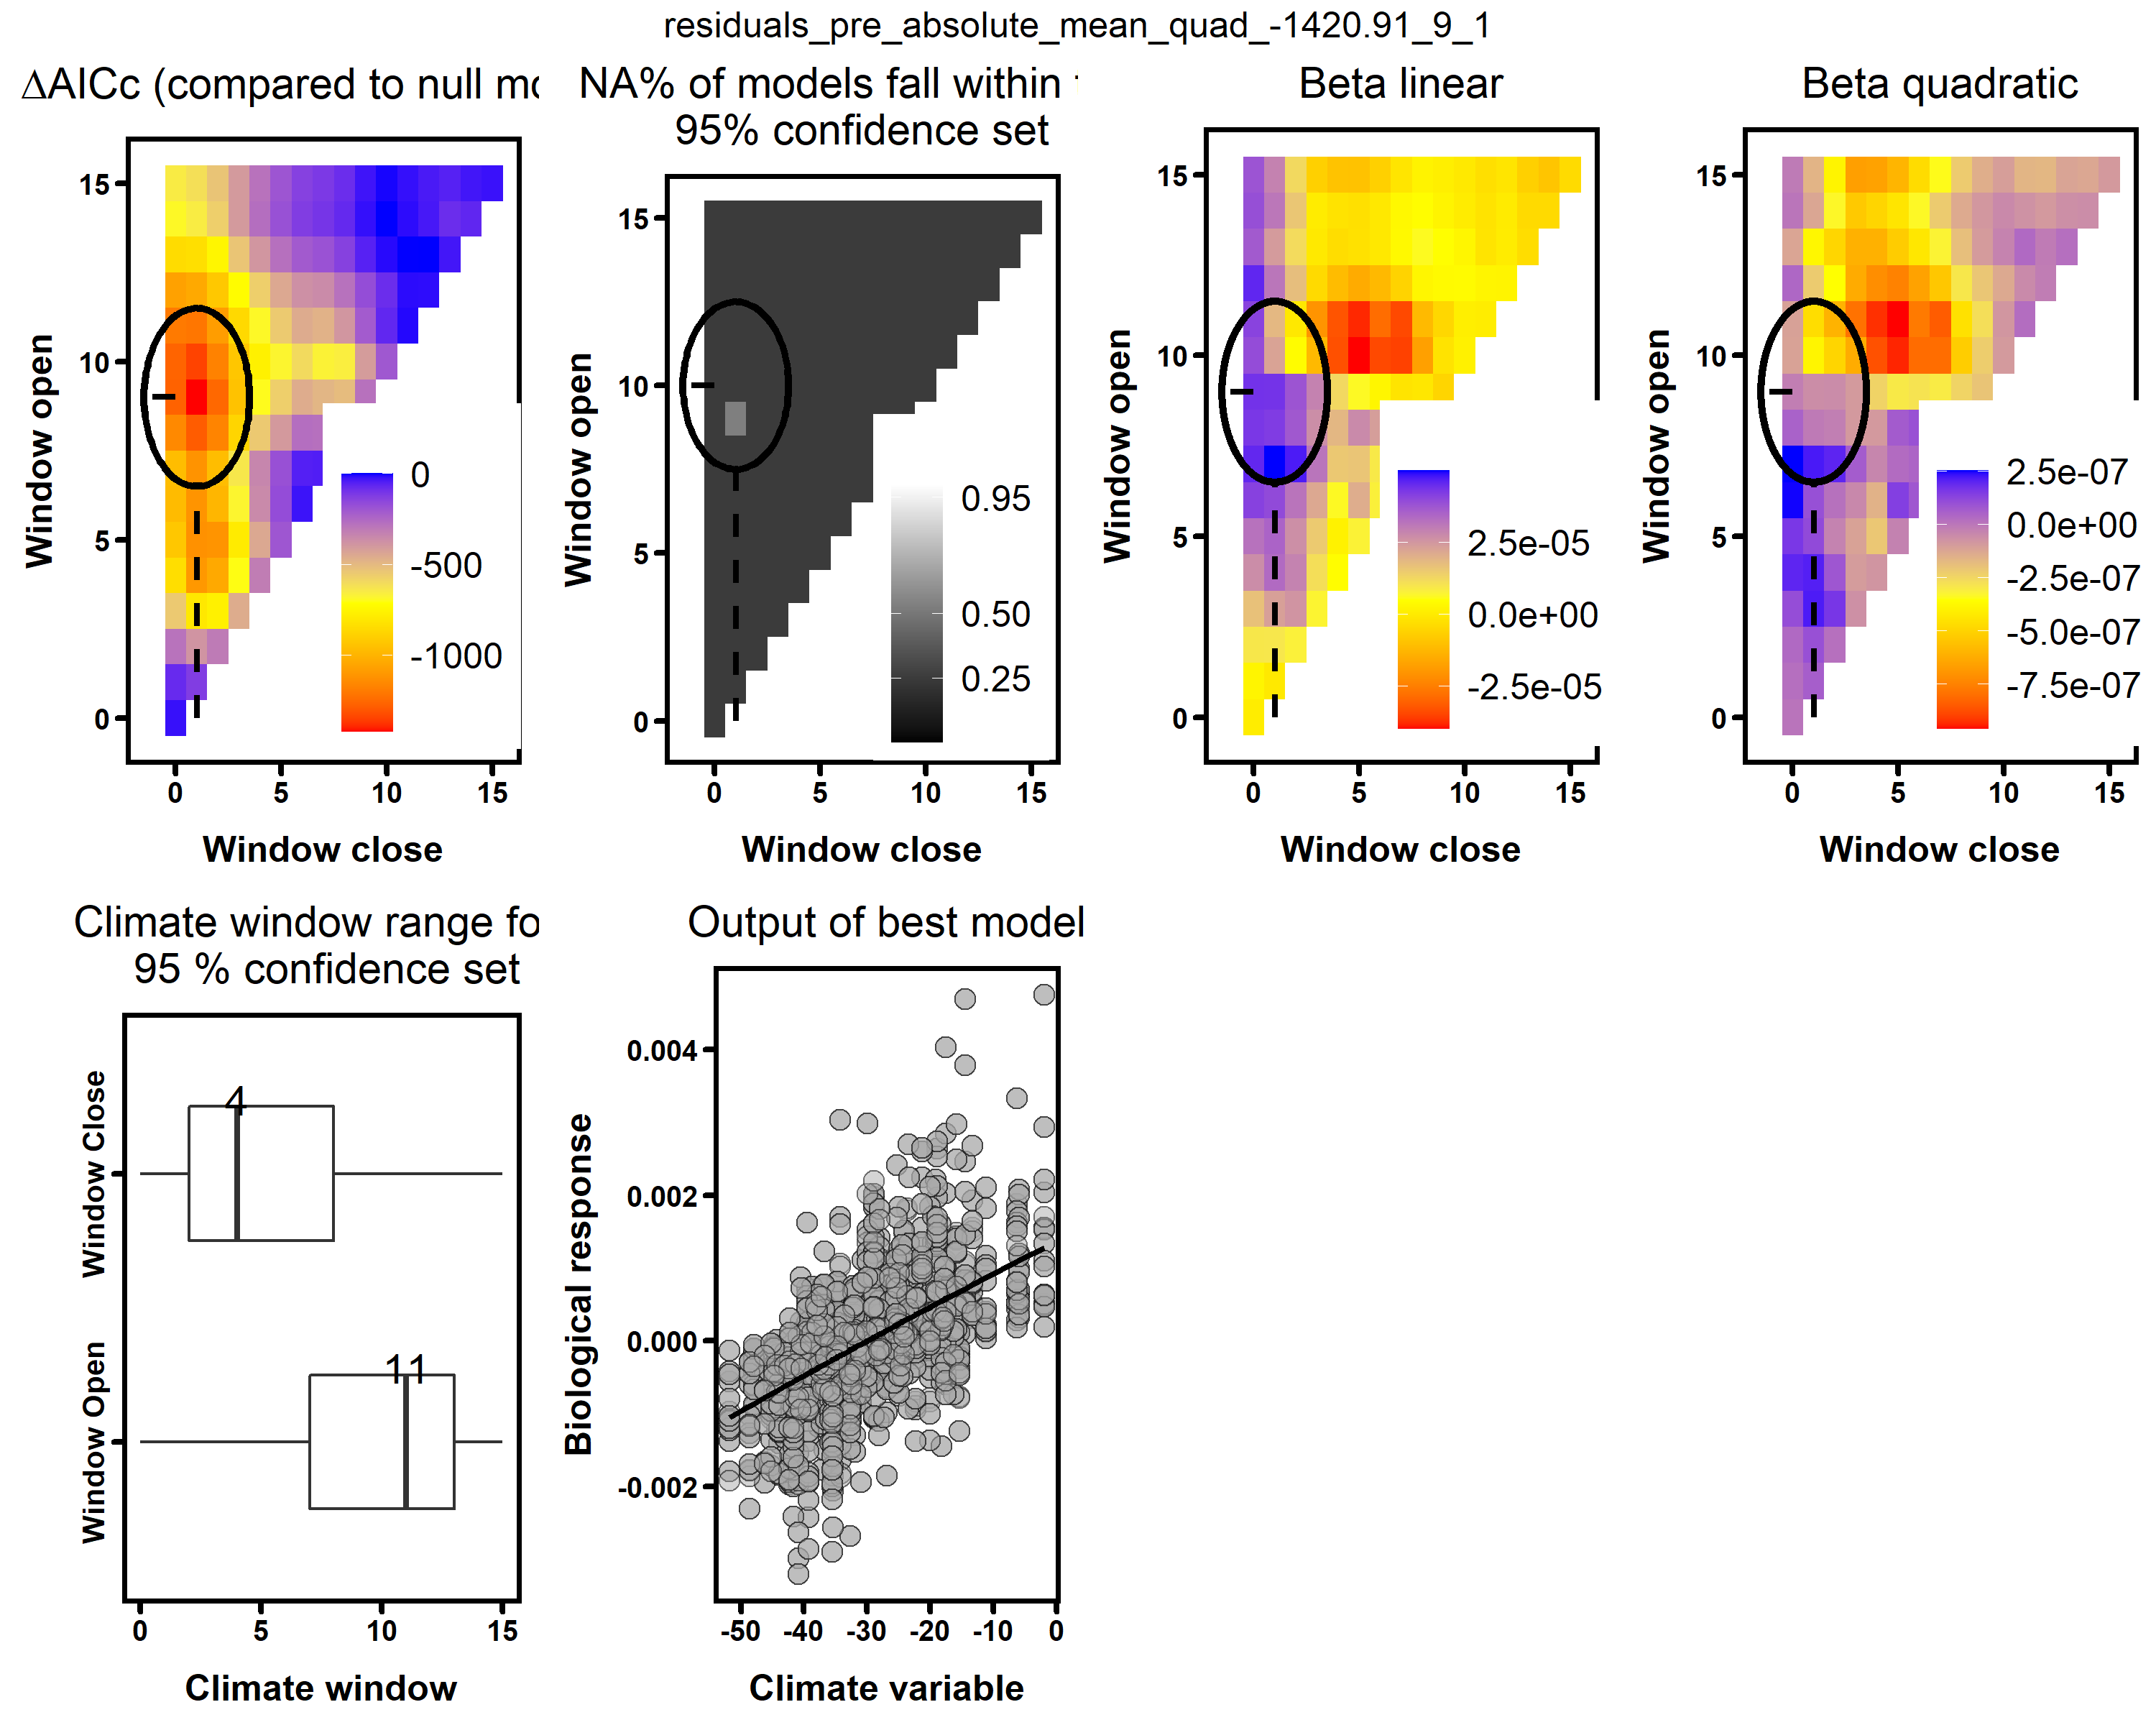 residuals_pre_absolute_mean_quad_-1420.91_9_1
ΔAICc (compared to null mo
15
10
5
0
0
-500
-1000
0 5 10 15
Window open
Window close
NA% of models fall within
95% confidence set
15
10
5
0
0.95
0.50
0.25
0 5 10 15
Window open
Window close
Beta linear
15
10
5
0
2.5e-05
0.0e+00
-2.5e-05
0 5 10 15
Window open
Window close
Beta quadratic
15
10
5
0
2.5e-07
0.0e+00
-2.5e-07
-5.0e-07
-7.5e-07
0 5 10 15
Window open
Window close
Climate window range fo
95 % confidence set
Window Close
4
Window Open
11
0 5 10 15
Climate window
Output of best model
0.004
0.002
0.000
-0.002
-50 -40 -30 -20 -10 0
Biological response
Climate variable